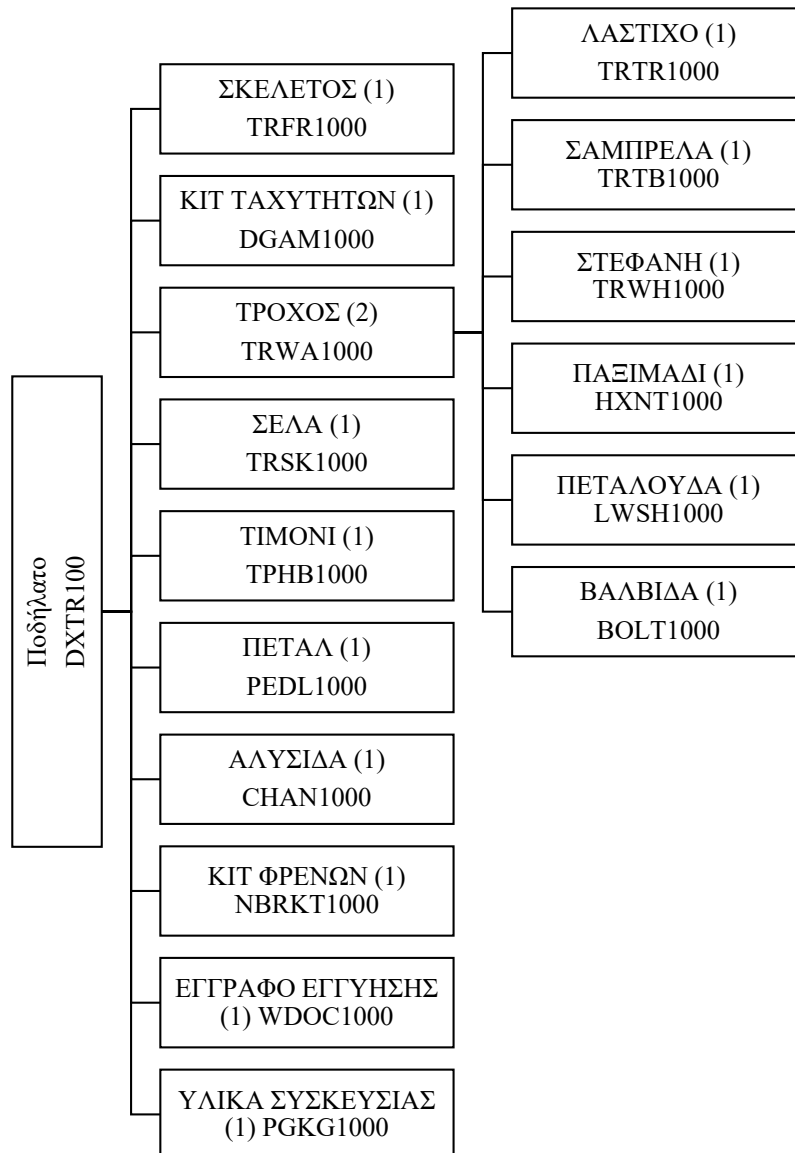 Ποδήλατο
DXTR100
ΣΚΕΛΕΤΟΣ (1)
TRFR1000
ΚΙΤ ΤΑΧΥΤΗΤΩΝ (1)
DGAM1000
ΤΡΟΧΟΣ (2)
TRWA1000
ΣΕΛΑ (1)
TRSK1000
ΤΙΜΟΝΙ (1)
TPHB1000
ΠΕΤΑΛ (1)
PEDL1000
ΑΛΥΣΙΔΑ (1)
CHAN1000
ΚΙΤ ΦΡΕΝΩΝ (1)
NBRKT1000
ΕΓΓΡΑΦΟ ΕΓΓΥΗΣΗΣ
(1) WDOC1000
ΥΛΙΚΑ ΣΥΣΚΕΥΣΙΑΣ
(1) PGKG1000
ΛΑΣΤΙΧΟ (1)
TRTR1000
ΣΑΜΠΡΕΛΑ (1)
TRTB1000
ΣΤΕΦΑΝΗ (1)
TRWH1000
ΠΑΞΙΜΑΔΙ (1)
HXNT1000
ΠΕΤΑΛΟΥΔΑ (1)
LWSH1000
ΒΑΛΒΙΔΑ (1)
BOLT1000